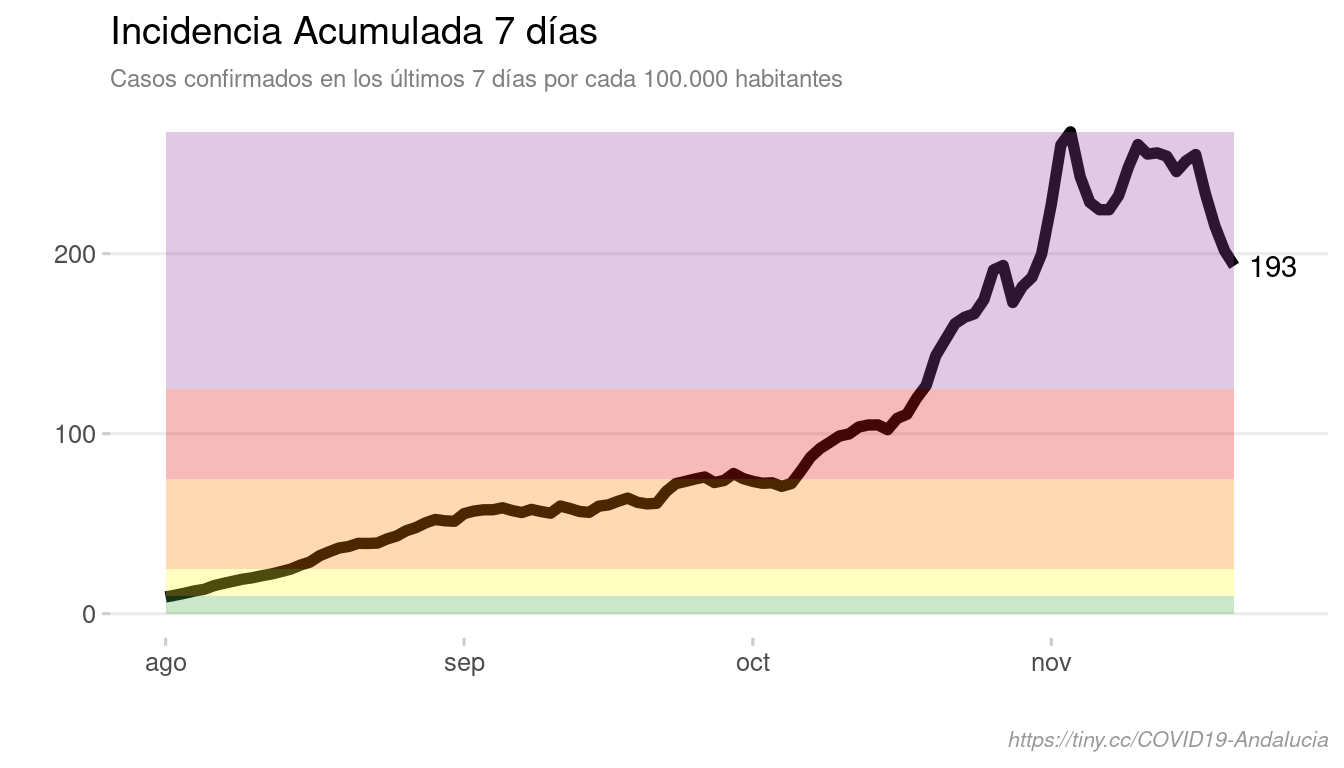 Incidencia Acumulada 7 días
Casos confirmados en los últimos 7 días por cada 100.000 habitantes
200
193
100
0
ago sep oct nov
https://tiny.cc/COVID19-Andalucia